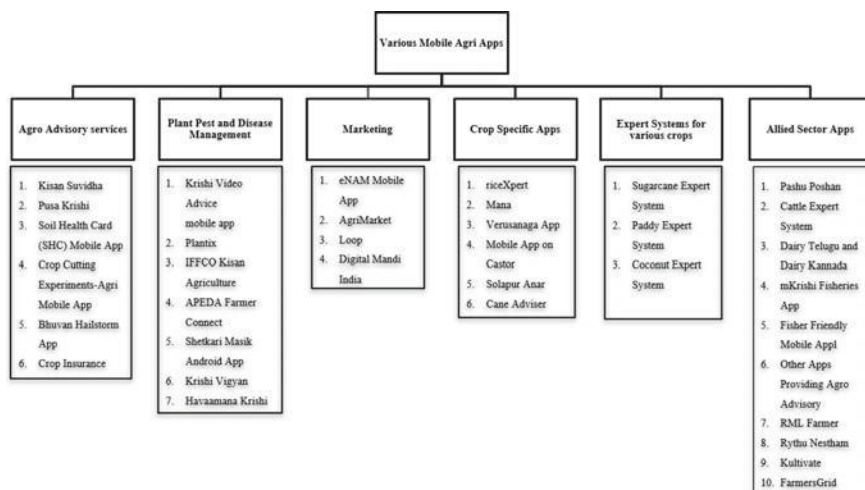 Various Mobile Agri Apps
Agro Advisory services
1. Kisan Suvidha
2. Pusa Krishi
3. Soil Health Card
(SHC) Mobile App
4. Crop Cutting
Experiments-Agri
Mobile App
5. Bhuvan Hailstorm
App
6. Crop Insurance
Plant Pest and Disease
Management
1. Krishi Video
Advice
mobile app
2. Plantix
3. IFFCO Kisan
Agriculture
4. APEDA Farmer
Connect
5. Shetkari Masik
Android App
6. Krishi Vigyan
7. Havaamana Krishi
Marketing
1. eNAM Mobile
App
2. AgriMarket
3. Loop
4. Digital Mandi
India
Crop Specific Apps
1. riceXpert
2. Mana
3. Verusanaga App
4. Mobile App on
Castor
5. Solapur Anar
6. Cane Adviser
Expert Systems for
various crops
1. Sugarcane Expert
System
2. Paddy Expert
System
3. Coconut Expert
System
Allied Sector Apps
1. Pashu Poshan
2. Cattle Expert
System
3. Dairy Telugu and
Dairy Kannada
4. mKrishi Fisheries
App
5. Fisher Friendly
Mobile Appl
6. Other Apps
Providing Agro
Advisory
7. RML Farmer
8. Rythu Nestham
9. Kultivate
10. FarmersGrid